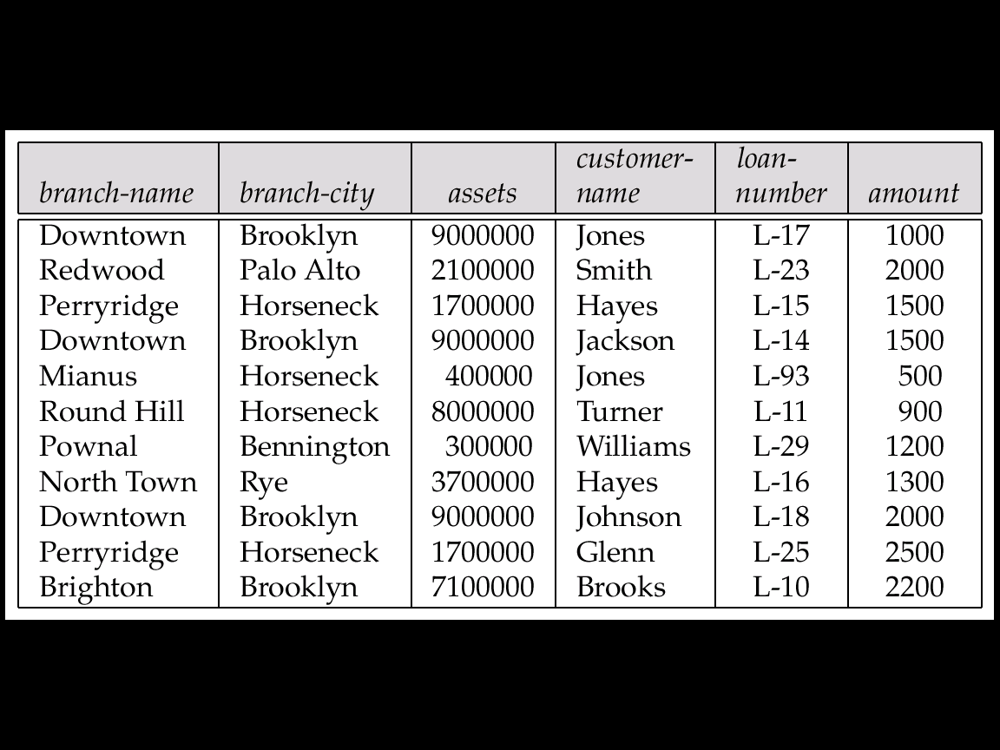 customer- loan-
branch-name branch-city assets name number amount
Downtown Brooklyn 9000000 Jones L-17 1000
Redwood Palo Alto 2100000 Smith L-23 2000
Perryridge Horseneck 1700000 Hayes L-15 1500
Downtown Brooklyn 9000000 Jackson L-14 1500
Mianus Horseneck 400000 Jones L-93 500
Round Hill Horseneck 8000000 Turner L-11 900
Pownal Bennington 300000 Williams L-29 1200
North Town Rye 3700000 Hayes L-16 1300
Downtown Brooklyn 9000000 Johnson L-18 2000
Perryridge Horseneck 1700000 Glenn L-25 2500
Brighton Brooklyn 7100000 Brooks L-10 2200